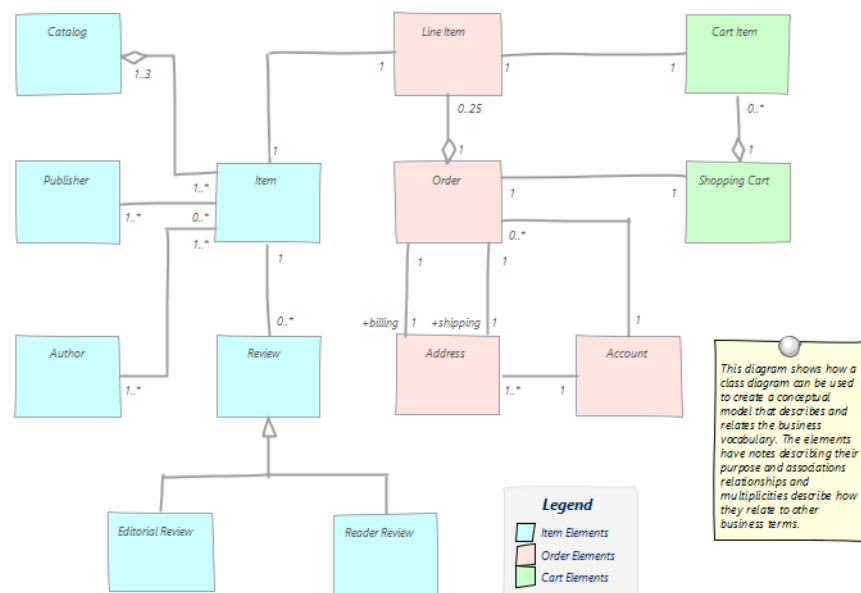 Catalog
Line Item
Cart Item
1..3
1
1
1
0..25
0..*
1
1
1
Publisher
Item
Order
Shopping Cart
1..*
1..*
0..*
1
1
1..*
0..*
1
1
1
0..*
+billing
1
+shipping
1
1
Author
Review
Address
Account
1..*
1..*
1
This diagram shows how a
class diagram can be used
to create a conceptual
model that describes and
relates the business
vocabulary. The elements
have notes describing their
purpose and associations
relationships and
multiplicities describe how
they relate to other
business terms.
Editorial Review
Reader Review
Legend
Item Elements
Order Elements
Cart Elements